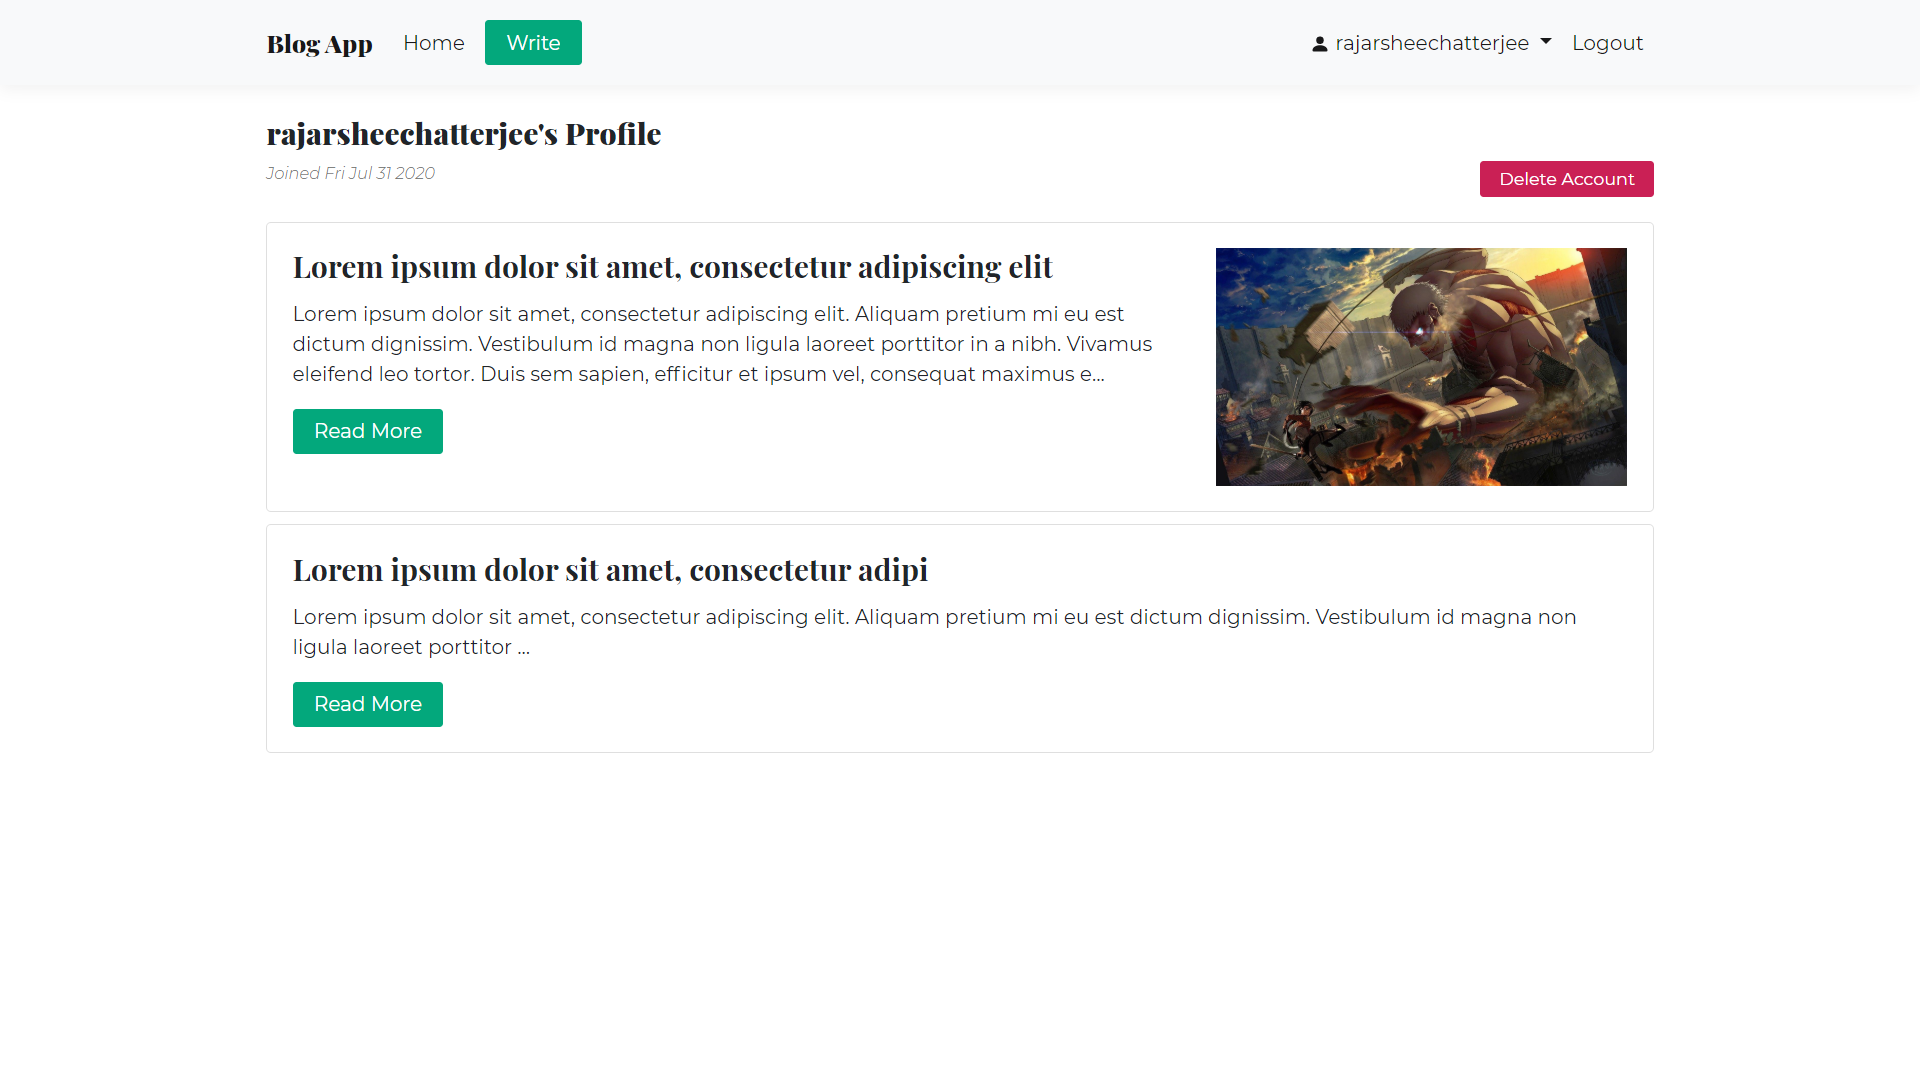 Blog App Home Write rajarsheechatterjee Logout
rajarsheechatterjee's Profile
Joined Fri Jul 31 2020
Delete Account
Lorem ipsum dolor sit amet, consectetur adipiscing elit
Lorem ipsum dolor sit amet, consectetur adipiscing elit. Aliquam pretium mi eu est
dictum dignissim. Vestibulum id magna non ligula laoreet porttitor in a nibh. Vivamus
eleifend leo tortor. Duis sem sapien, efficitur et ipsum vel, consequat maximus e...
Read More
Lorem ipsum dolor sit amet, consectetur adipi
Lorem ipsum dolor sit amet, consectetur adipiscing elit. Aliquam pretium mi eu est dictum dignissim. Vestibulum id magna non
ligula laoreet porttitor ...
Read More